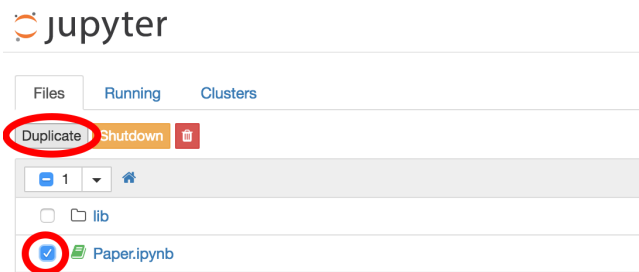 jupyter
Files Running Clusters
Duplicate Shutdown
1
lib
Paper.ipynb